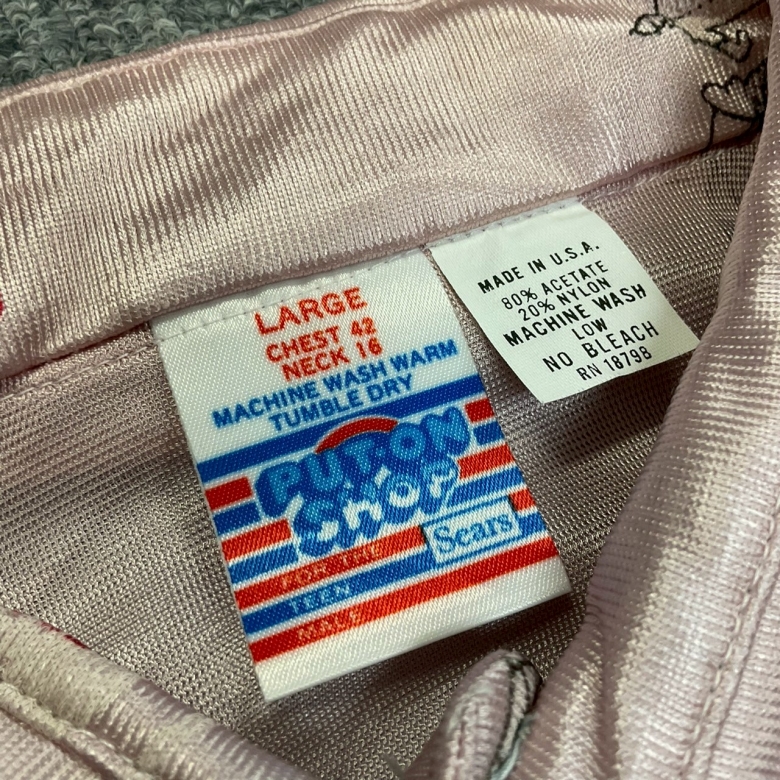 LARGE
CHEST 42
NECK 16
MACHINE WASH WARM
TUMBLE DRY
PUT-ON
SHOP
Sears
FOR THE
TEEN
MALE
MADE IN U.S.A.
80% ACETATE
20% NYLON
MACHINE WASH
LOW
NO BLEACH
RN 18798